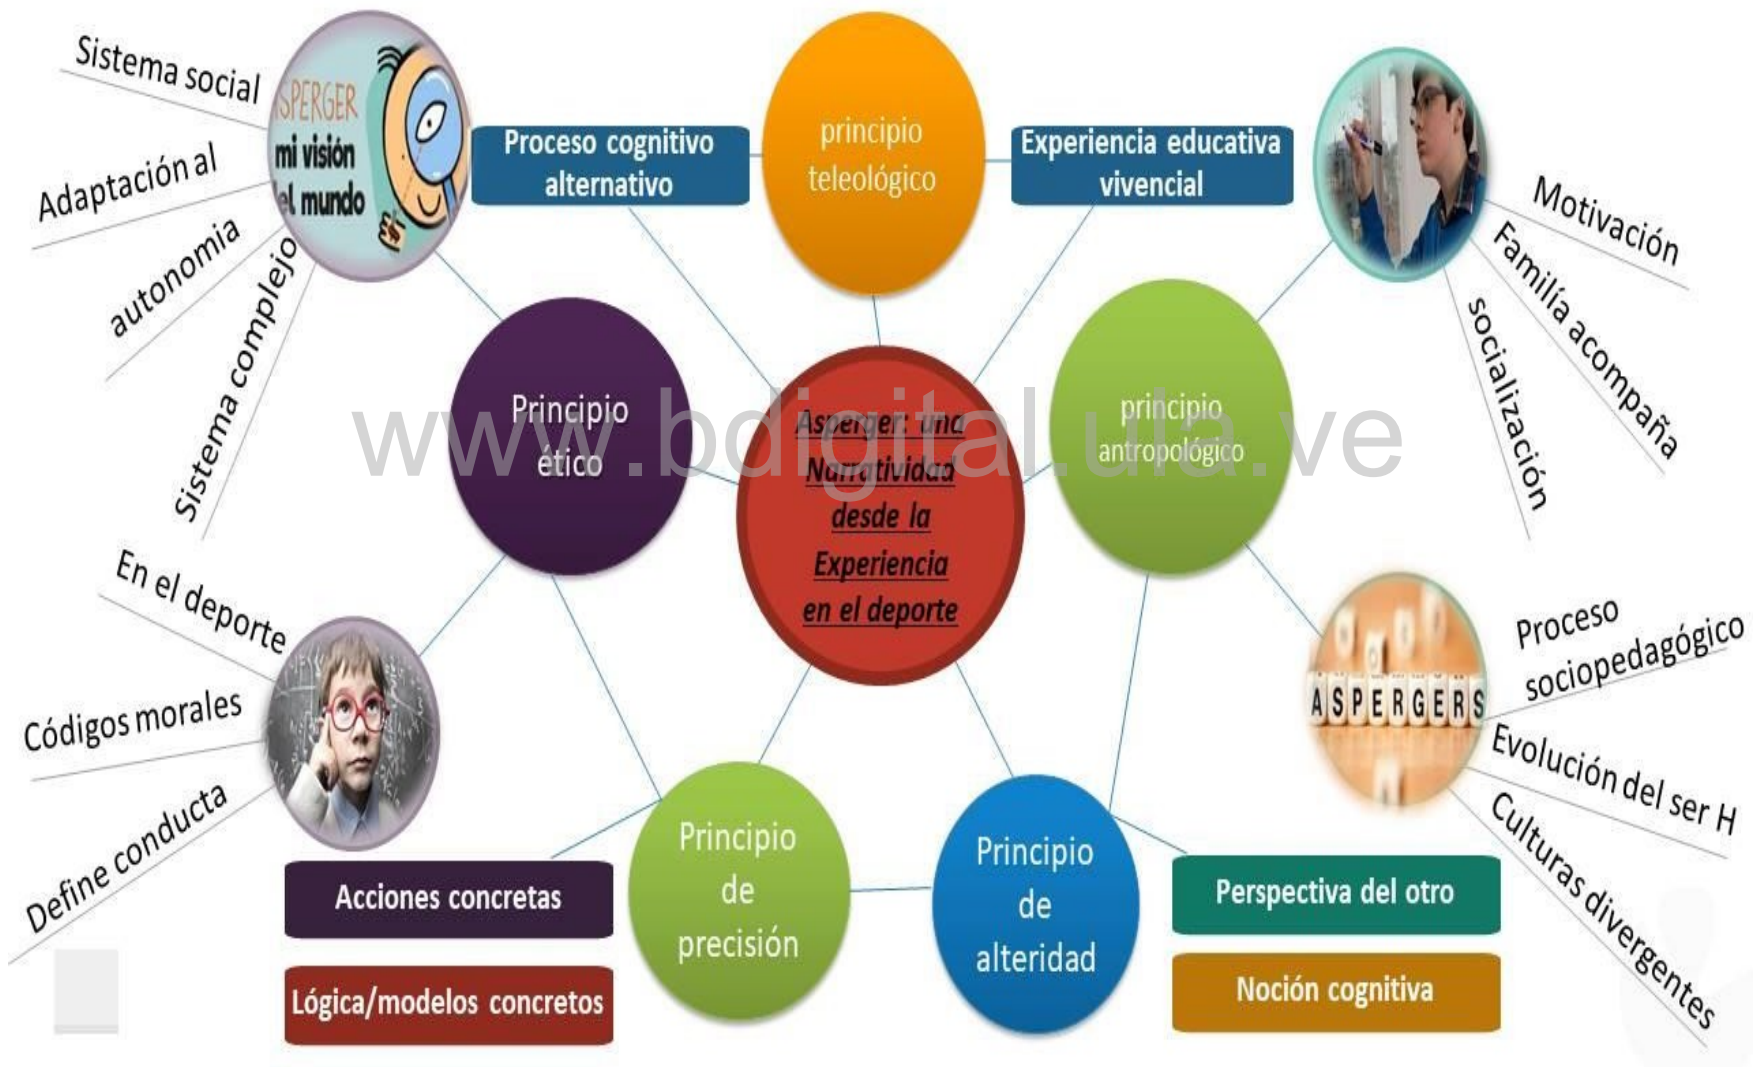 Sistema social
Adaptación al
autonomia
Sistema complejo
SPERGER
mi visión
el mundo
Proceso cognitivo
alternativo
principio
teleológico
Experiencia educativa
vivencial
Motivación
Família acompaña
socialización
Principio
ético
Asperger: una
Narratividad
desde la
Experiencia
en el deporte
principio
antropológico
www.bdigital.ula.ve
En el deporte
Códigos morales
Define conducta
ASPERGERS
Proceso
sociopedagógico
Evolución del ser H
Culturas divergentes
Acciones concretas
Lógica/modelos concretos
Principio
de
precisión
Principio
de
alteridad
Perspectiva del otro
Noción cognitiva